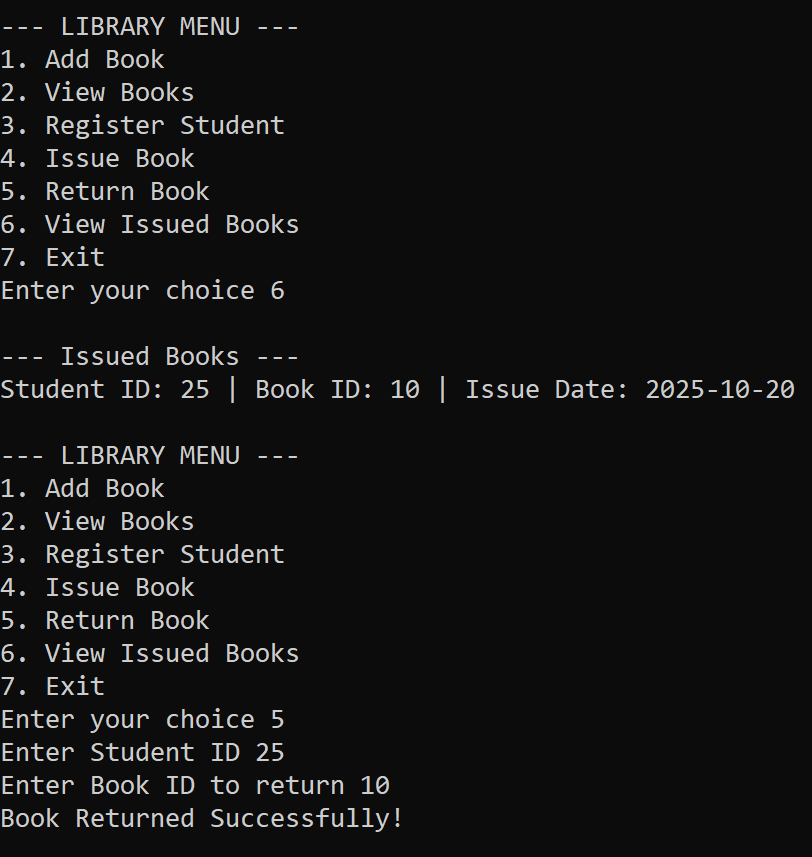 --- LIBRARY MENU ---
1. Add Book
2. View Books
3. Register Student
4. Issue Book
5. Return Book
6. View Issued Books
7. Exit
Enter your choice 6
--- Issued Books ---
Student ID: 25 | Book ID: 10 | Issue Date: 2025-10-20
--- LIBRARY MENU ---
1. Add Book
2. View Books
3. Register Student
4. Issue Book
5. Return Book
6. View Issued Books
7. Exit
Enter your choice 5
Enter Student ID 25
Enter Book ID to return 10
Book Returned Successfully!